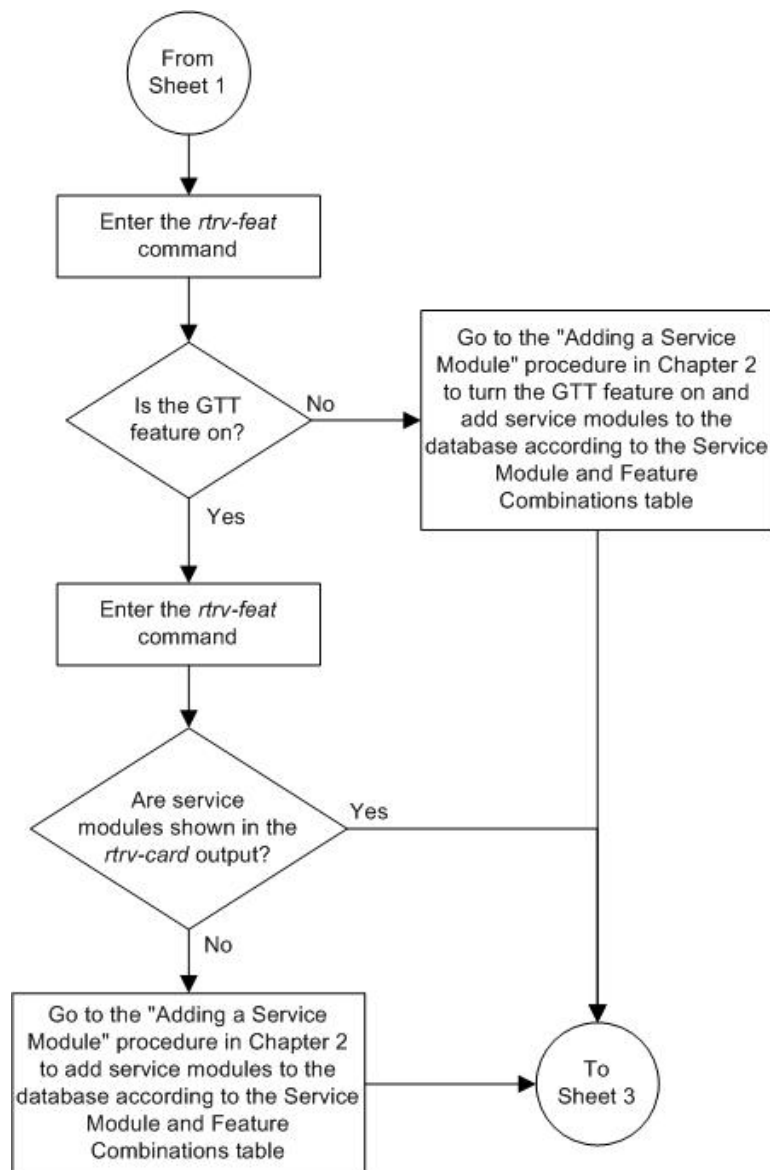 From
Sheet 1
Enter the rtrv-feat
command
Is the GTT
feature on?
No
Go to the "Adding a Service
Module" procedure in Chapter 2
to turn the GTT feature on and
add service modules to the
database according to the Service
Module and Feature
Combinations table
Yes
Enter the rtrv-feat
command
Are service
modules shown in the
rtrv-card output?
Yes
No
Go to the "Adding a Service
Module" procedure in Chapter 2
to add service modules to the
database according to the Service
Module and Feature
Combinations table
To
Sheet 3